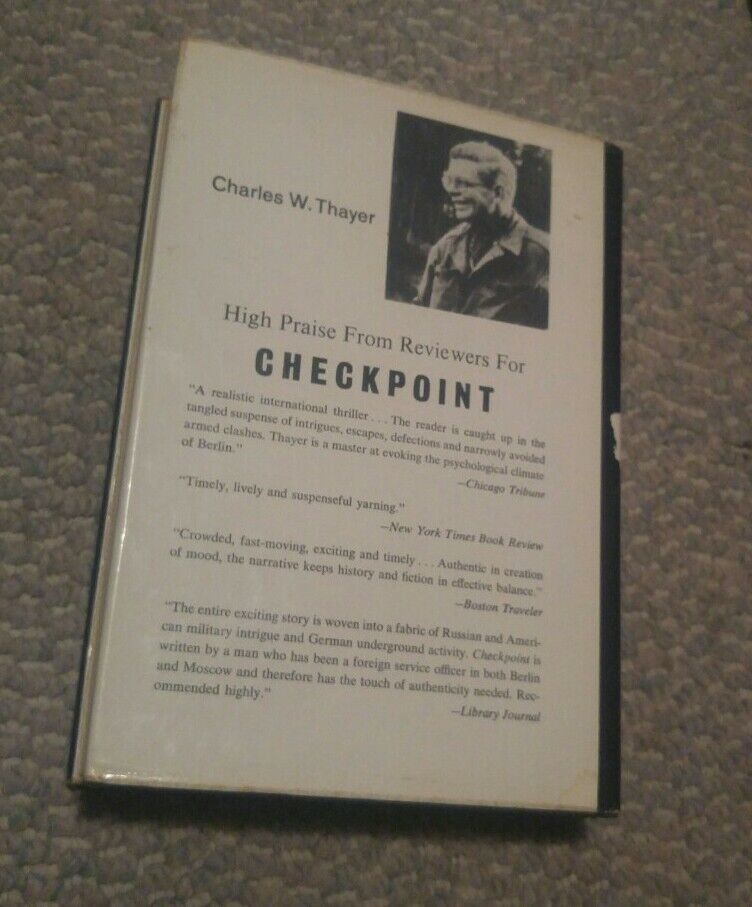 Charles W. Thayer
High Praise From Reviewers For
CHECKPOINT
“A realistic international thriller . . . The reader is caught up in the
tangled suspense of intrigues, escapes, defections and narrowly avoided
armed clashes. Thayer is a master at evoking the psychological climate
of Berlin.”
—Chicago Tribune
“Timely, lively and suspenseful yarning.”
—New York Times Book Review
“Crowded, fast-moving, exciting and timely . . . Authentic in creation
of mood, the narrative keeps history and fiction in effective balance.”
—Boston Traveler
“The entire exciting story is woven into a fabric of Russian and Ameri-
can military intrigue and German underground activity. Checkpoint is
written by a man who has been a foreign service officer in both Berlin
and Moscow and therefore has the touch of authenticity needed. Rec-
ommended highly.”
—Library Journal